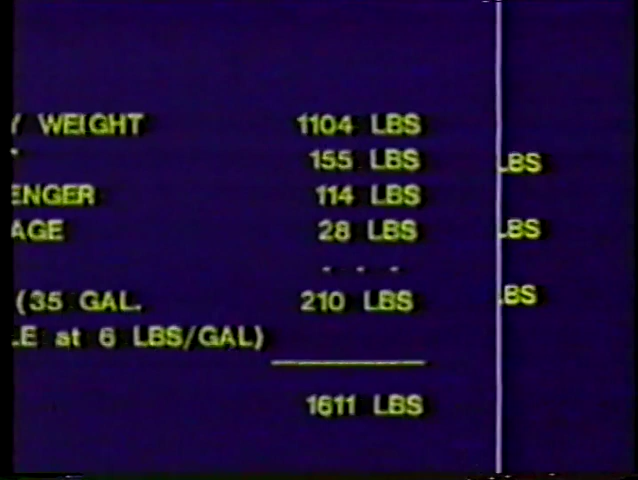 Y WEIGHT 1104 LBS
155 LBS
LBS
ENGER 114 LBS
AGE 28 LBS
LBS
- - -
(35 GAL. 210 LBS
LBS
LE at 6 LBS/GAL)
1611 LBS